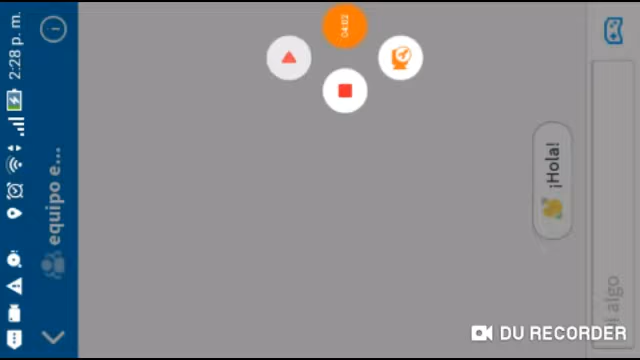 2:28 p. m.
equipo e...
04:02
¡Hola!
algo
DU RECORDER